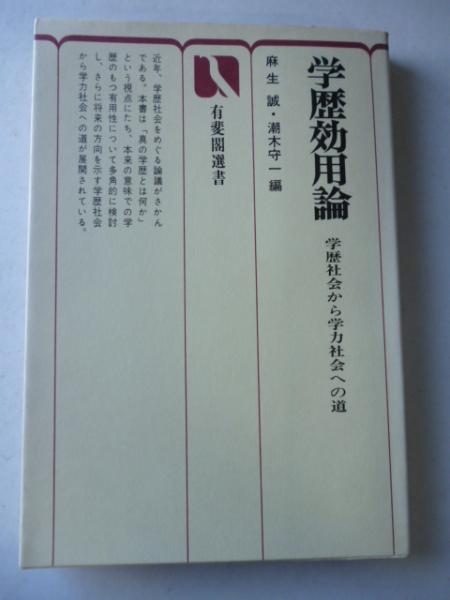 学歴効用論
学歴社会から学力社会への道
麻生 誠・潮木守一 編
有斐閣選書
近年、学歴社会をめぐる論議がさかん
である。本書は「真の学歴とは何か」
という視点にたち、本来の意味での学
歴のもつ有用性について多角的に検討
し、さらに将来の方向を示す学歴社会
から学力社会への道が展開されている。